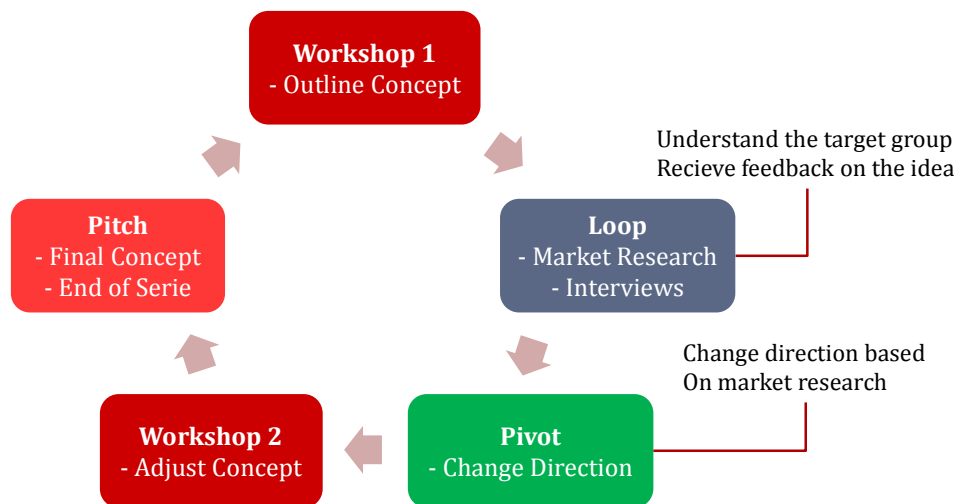 Workshop 1
- Outline Concept
Understand the target group
Recieve feedback on the idea
Loop
- Market Research
- Interviews
Change direction based
On market research
Pivot
- Change Direction
Workshop 2
- Adjust Concept
Pitch
- Final Concept
- End of Serie